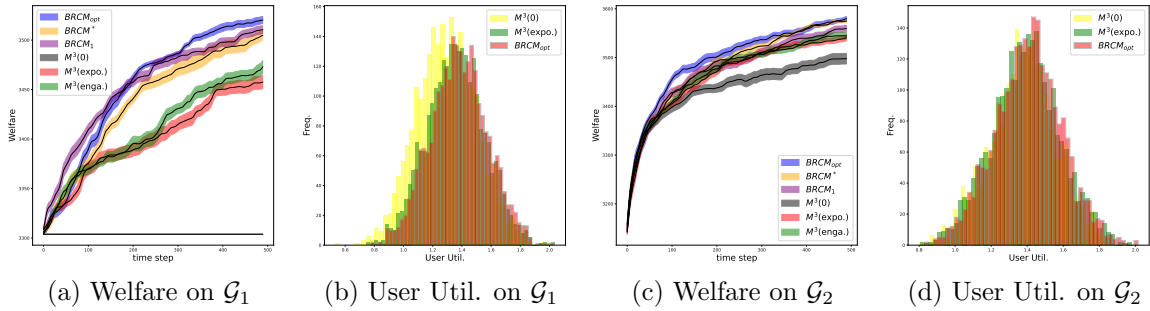 Welfare
3500
3450
3400
3350
3300
0
100
200
300
400
500
time step
BRCM_opt
BRCM*
BRCM_1
M^3(0)
M^3(expo.)
M^3(enga.)
(a) Welfare on 𝒢_1
Freq.
160
140
120
100
80
60
40
20
0
0.6
0.8
1.0
1.2
1.4
1.6
1.8
2.0
User Util.
M^3(0)
M^3(expo.)
BRCM_opt
(b) User Util. on 𝒢_1
Welfare
3600
3500
3400
3300
3200
0
100
200
300
400
500
time step
BRCM_opt
BRCM*
BRCM_1
M^3(0)
M^3(expo.)
M^3(enga.)
(c) Welfare on 𝒢_2
Freq.
140
120
100
80
60
40
20
0
0.8
1.0
1.2
1.4
1.6
1.8
2.0
User Util.
M^3(0)
M^3(expo.)
BRCM_opt
(d) User Util. on 𝒢_2